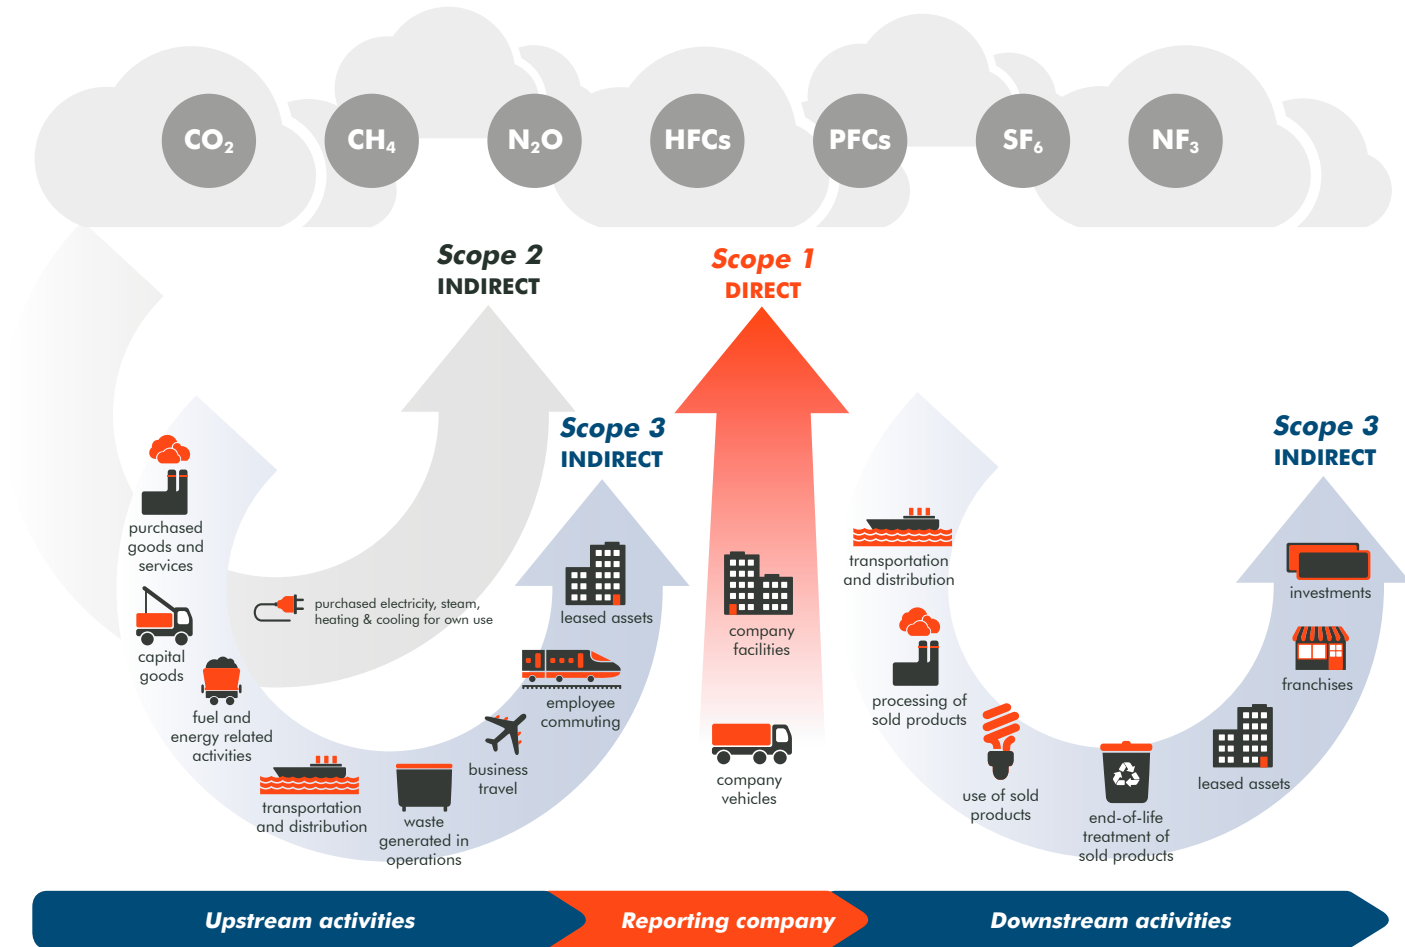 CO₂
CH₄
N₂O
HFCs
PFCs
SF₆
NF₃
Scope 2
INDIRECT
Scope 1
DIRECT
Scope 3
INDIRECT
Scope 3
INDIRECT
purchased
goods and
services
capital
goods
fuel and
energy related
activities
transportation
and distribution
waste
generated in
operations
business
travel
employee
commuting
leased assets
purchased electricity, steam,
heating & cooling for own use
company
facilities
company
vehicles
transportation
and distribution
processing of
sold products
use of sold
products
end-of-life
treatment of
sold products
leased assets
franchises
investments
Upstream activities
Reporting company
Downstream activities